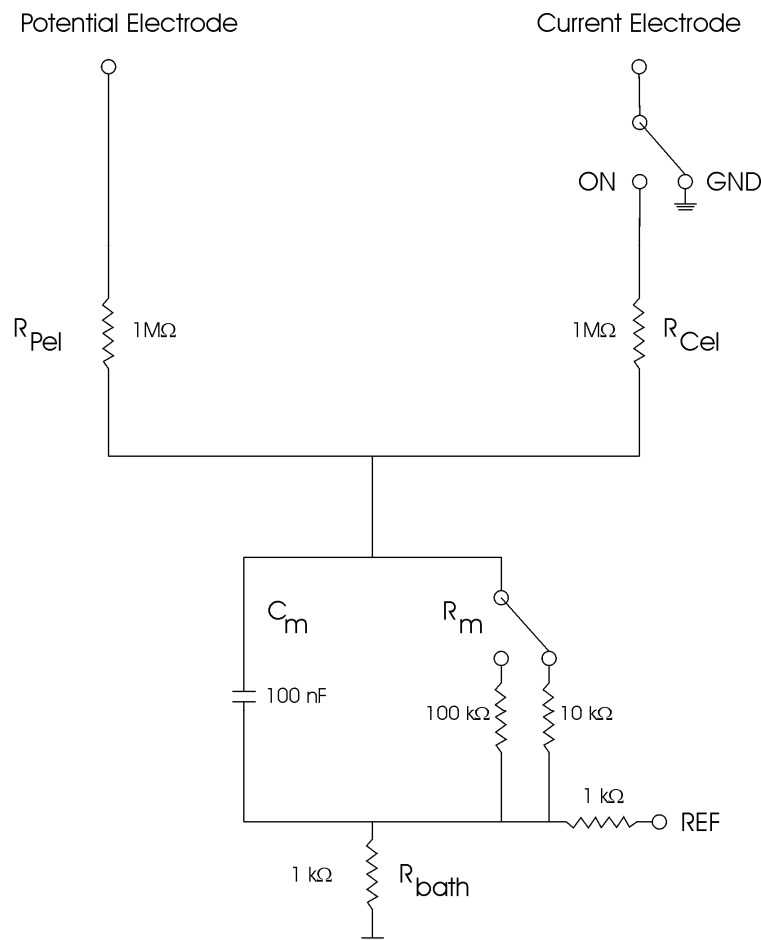 Potential Electrode
Current Electrode
ON
GND
R Pel
1MΩ
1MΩ
R Cel
C m
R m
100 nF
100 kΩ
10 kΩ
1 kΩ
REF
1 kΩ
R bath